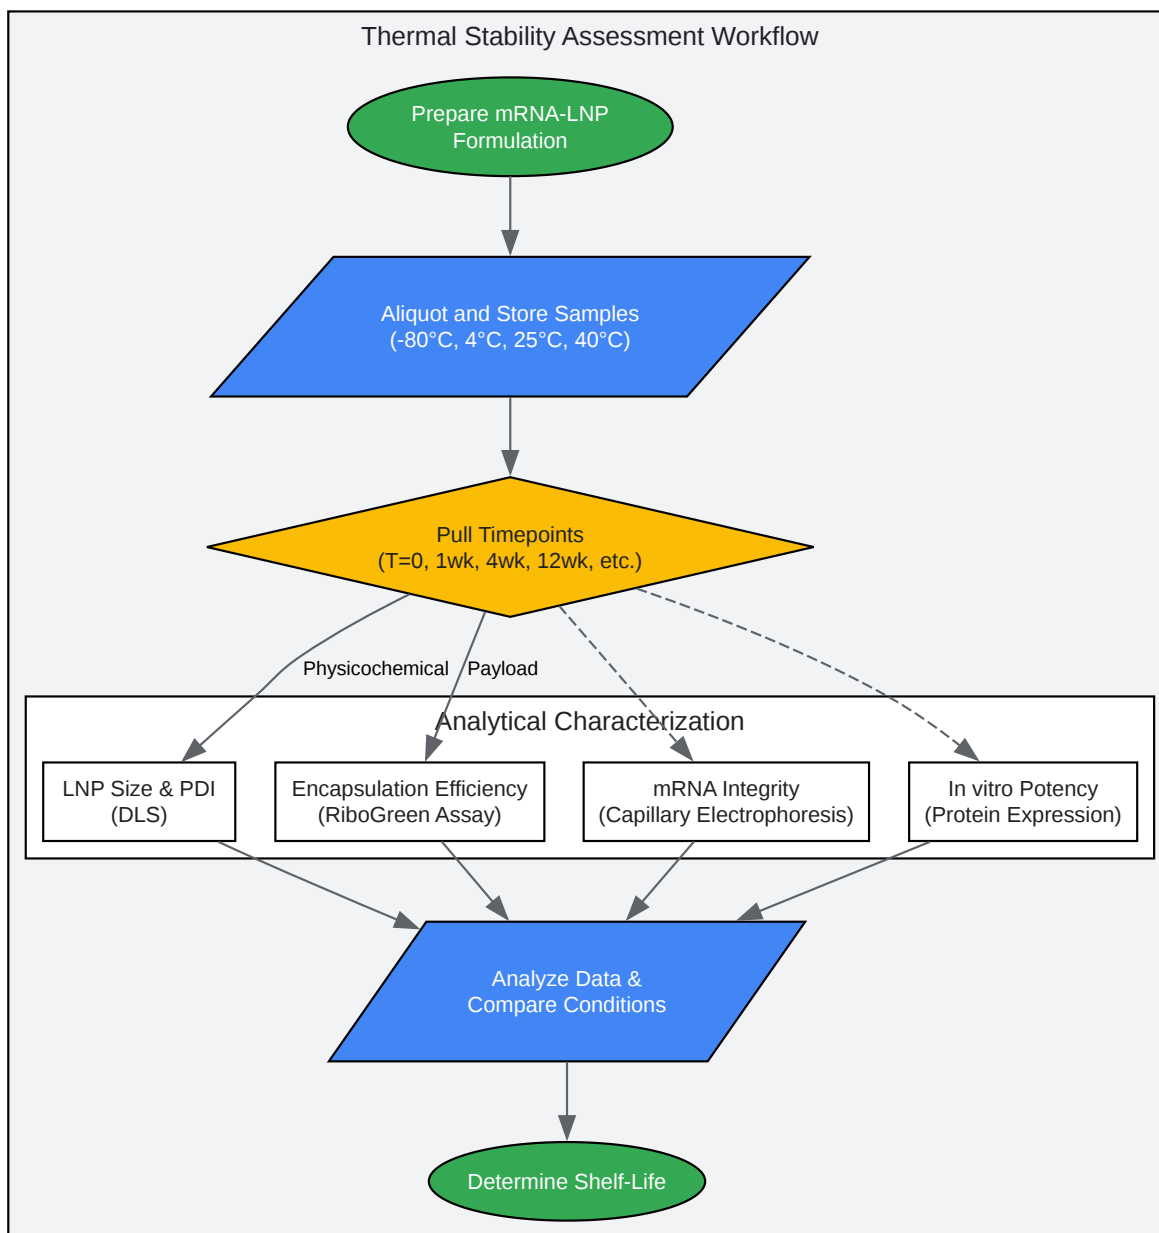 Thermal Stability Assessment Workflow
Prepare mRNA-LNP
Formulation
Aliquot and Store Samples
(-80°C, 4°C, 25°C, 40°C)
Pull Timepoints
(T=0, 1wk, 4wk, 12wk, etc.)
Physicochemical
Payload
Analytical Characterization
LNP Size & PDI
(DLS)
Encapsulation Efficiency
(RiboGreen Assay)
mRNA Integrity
(Capillary Electrophoresis)
In vitro Potency
(Protein Expression)
Analyze Data &
Compare Conditions
Determine Shelf-Life